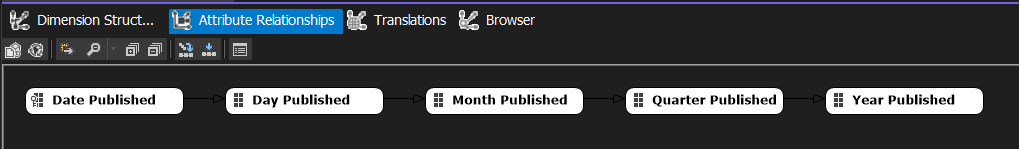 Dimension Struct... Attribute Relationships Translations Browser
Date Published Day Published Month Published Quarter Published Year Published